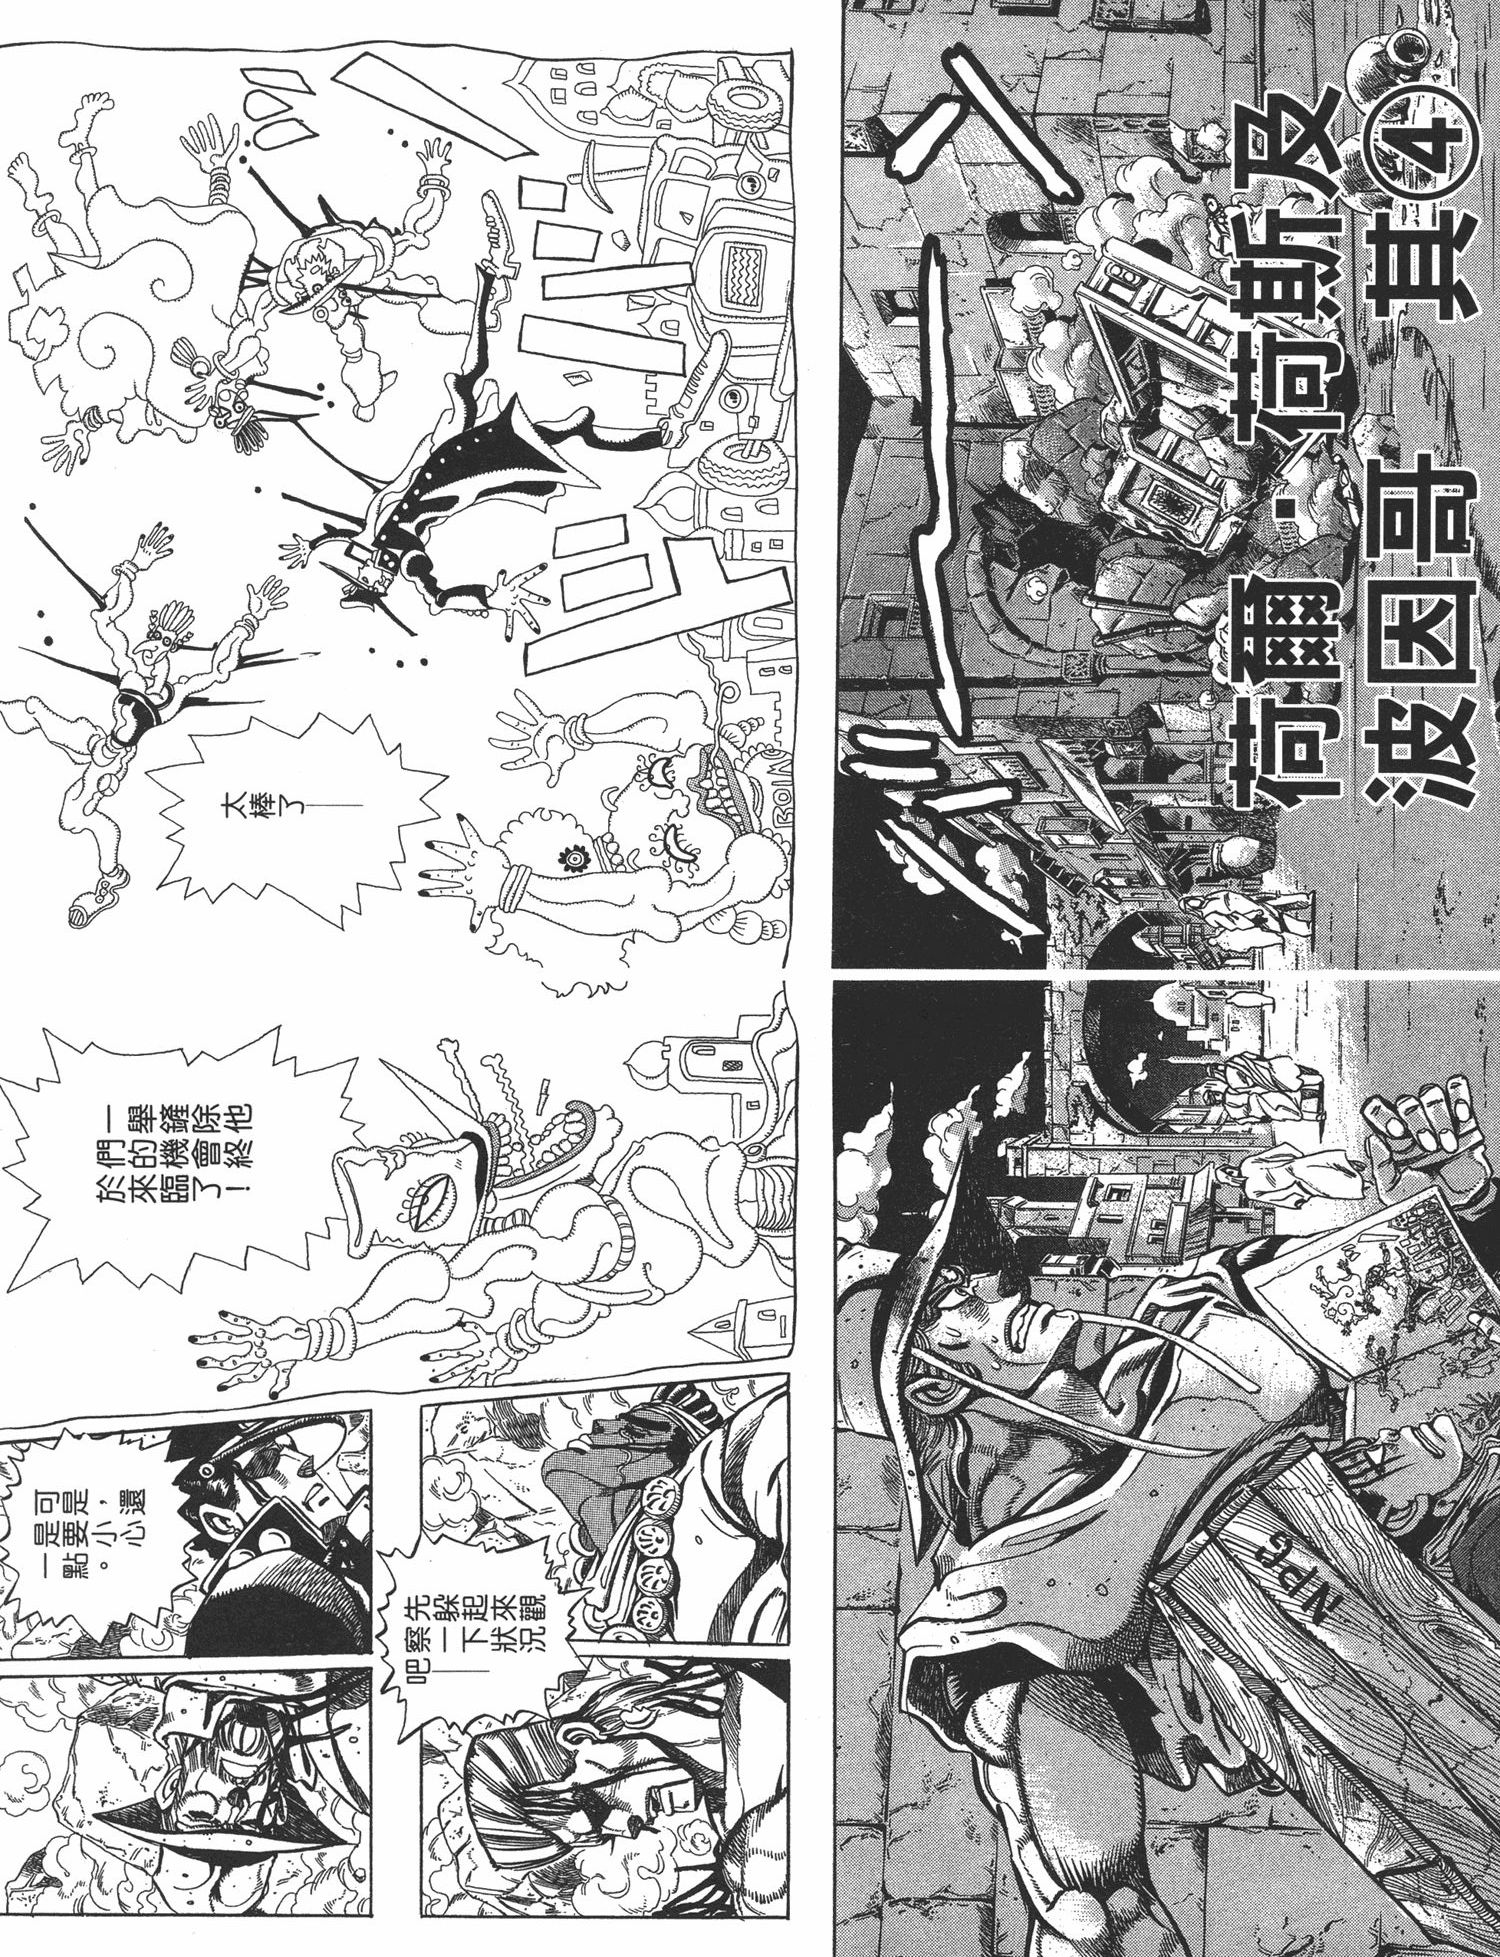 荷爾‧荷斯及
波因哥 其④
NPG
太棒了——
一舉鏟除他
們的機會終
於來臨了！
先躲起來觀
察一下狀況
吧——
可是，還
是要小心
一點。